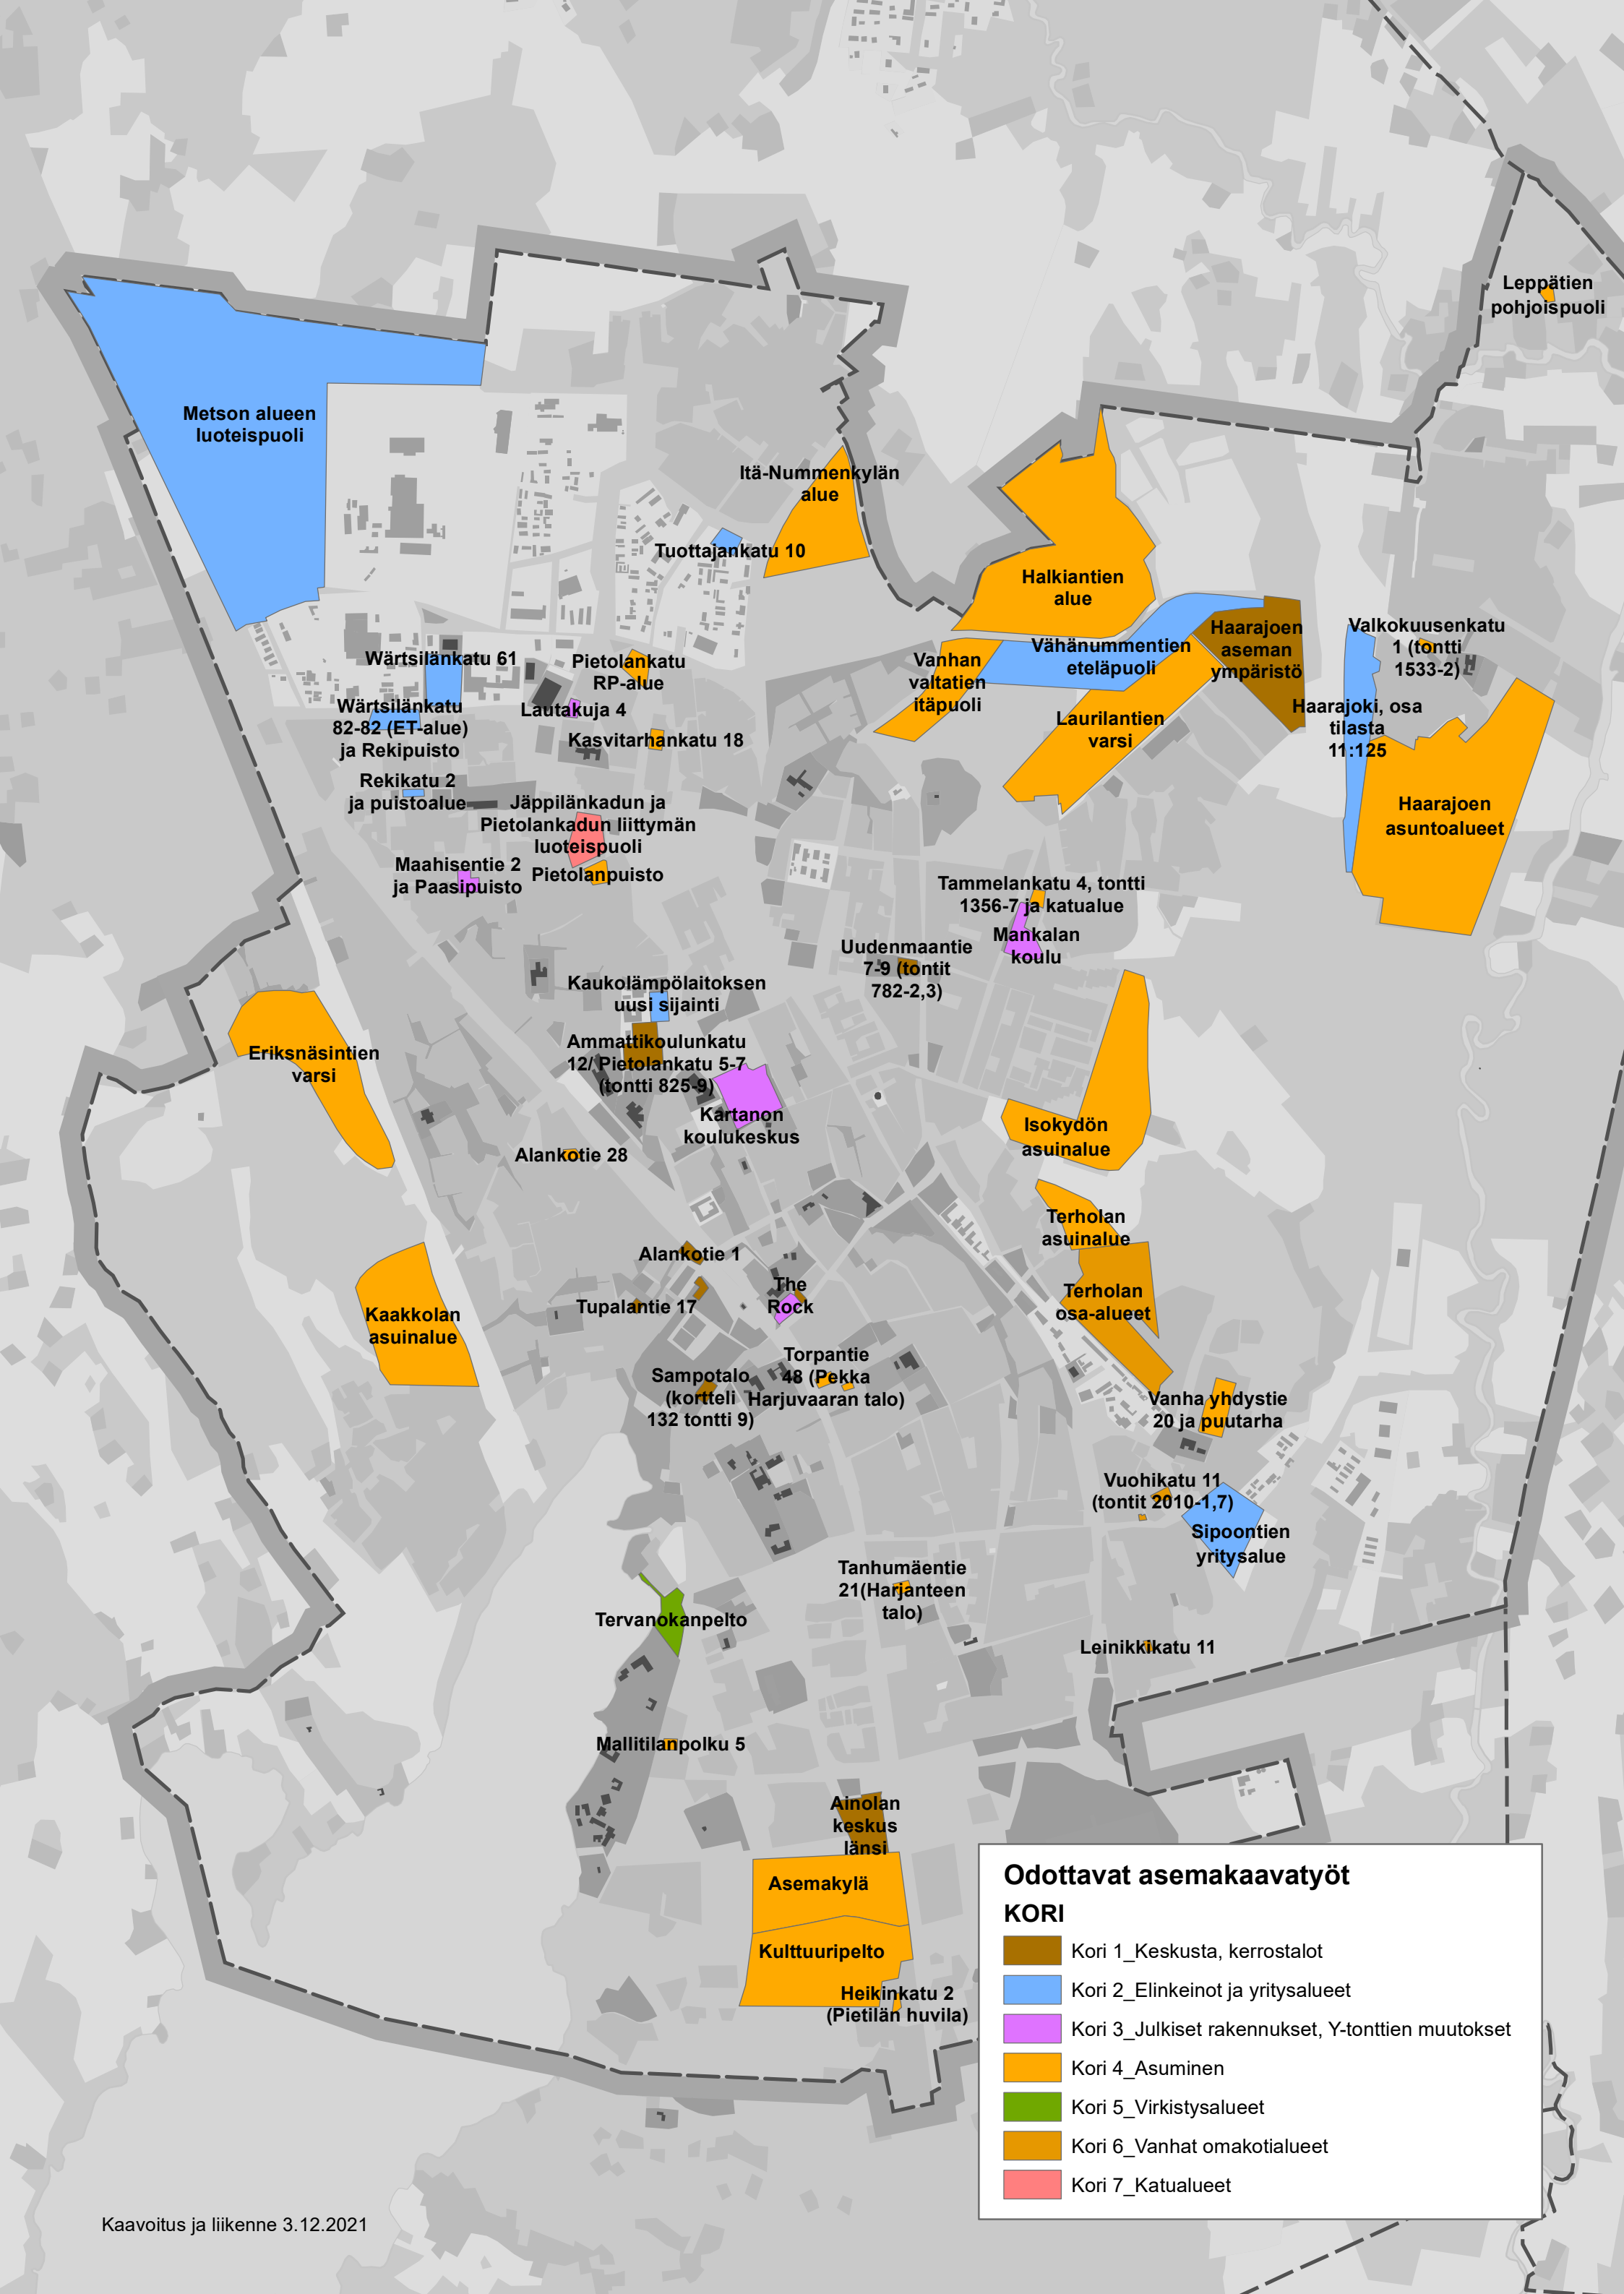 Leppätien
pohjoispuoli
Metson alueen
luoteispuoli
Itä-Nummenkylän
alue
Tuottajankatu 10
Halkiantien
alue
Vähänummentien
eteläpuoli
Haarajoen
aseman
ympäristö
Valkokuusenkatu
1 (tontti
1533-2)
Wärtsilänkatu 61
Pietolankatu
RP-alue
Vanhan
valtatien
itäpuoli
Wärtsilänkatu
82-82 (ET-alue)
ja Rekipuisto
Lautakuja 4
Kasvitarhankatu 18
Laurilantien
varsi
Haarajoki, osa
tilasta
11:125
Rekikatu 2
ja puistoalue
Jäppilänkadun ja
Pietolankadun liittymän
luoteispuoli
Haarajoen
asuntoalueet
Maahisentie 2
ja Paasipuisto
Pietolanpuisto
Tammelankatu 4, tontti
1356-7 ja katualue
Mankalan
koulu
Uudenmaantie
7-9 (tontit
782-2,3)
Kaukolämpölaitoksen
uusi sijainti
Eriksnäsintien
varsi
Ammattikoulunkatu
12/ Pietolankatu 5-7
(tontti 825-9)
Kartanon
koulukeskus
Isokydön
asuinalue
Alankotie 28
Terholan
asuinalue
Alankotie 1
Terholan
osa-alueet
The
Rock
Tupalantie 17
Kaakkolan
asuinalue
Torpantie
48 (Pekka
Harjuvaaran talo)
Sampotalo
(kortteli
132 tontti 9)
Vanha yhdystie
20 ja puutarha
Vuohikatu 11
(tontit 2010-1,7)
Sipoontien
yritysalue
Tanhumäentie
21(Harjanteen
talo)
Tervanokanpelto
Leinikkikatu 11
Mallitilanpolku 5
Ainolan
keskus
länsi
Asemakylä
Kulttuuripelto
Heikinkatu 2
(Pietilän huvila)
Odottavat asemakaavatyöt
KORI
Kori 1_Keskusta, kerrostalot
Kori 2_Elinkeinot ja yritysalueet
Kori 3_Julkiset rakennukset, Y-tonttien muutokset
Kori 4_Asuminen
Kori 5_Virkistysalueet
Kori 6_Vanhat omakotialueet
Kori 7_Katualueet
Kaavoitus ja liikenne 3.12.2021